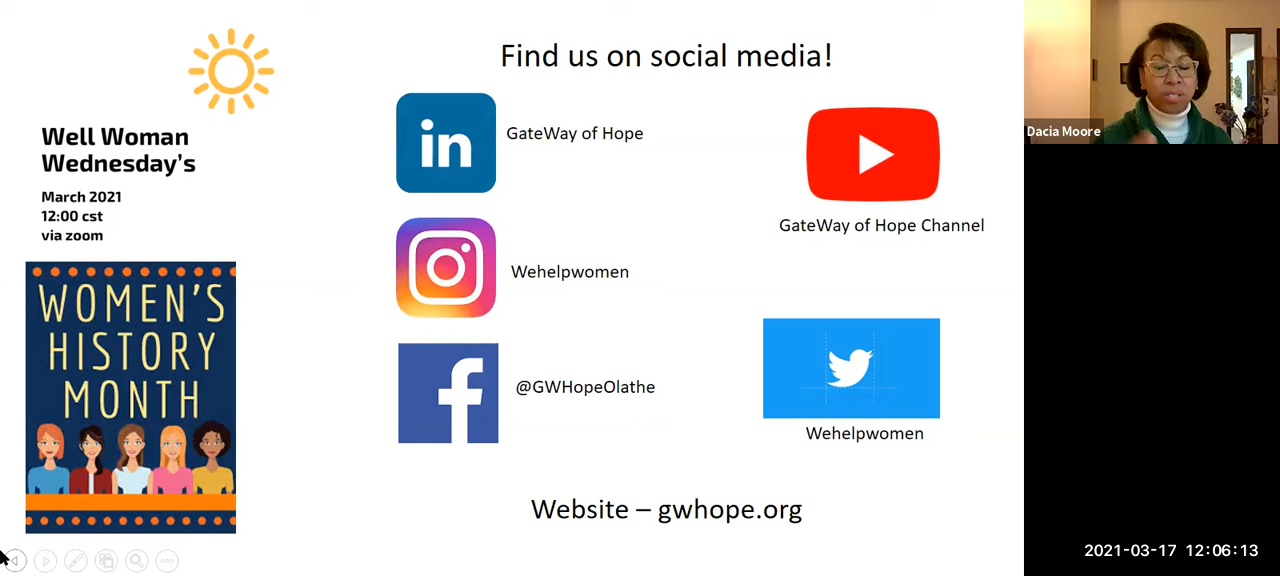 Find us on social media!
Well Woman
Wednesday's
March 2021
12:00 cst
via zoom
WOMEN'S
HISTORY
MONTH
in
GateWay of Hope
Wehelpwomen
f
@GWHopeOlathe
GateWay of Hope Channel
Wehelpwomen
Website – gwhope.org
Dacia Moore
2021-03-17 12:06:13